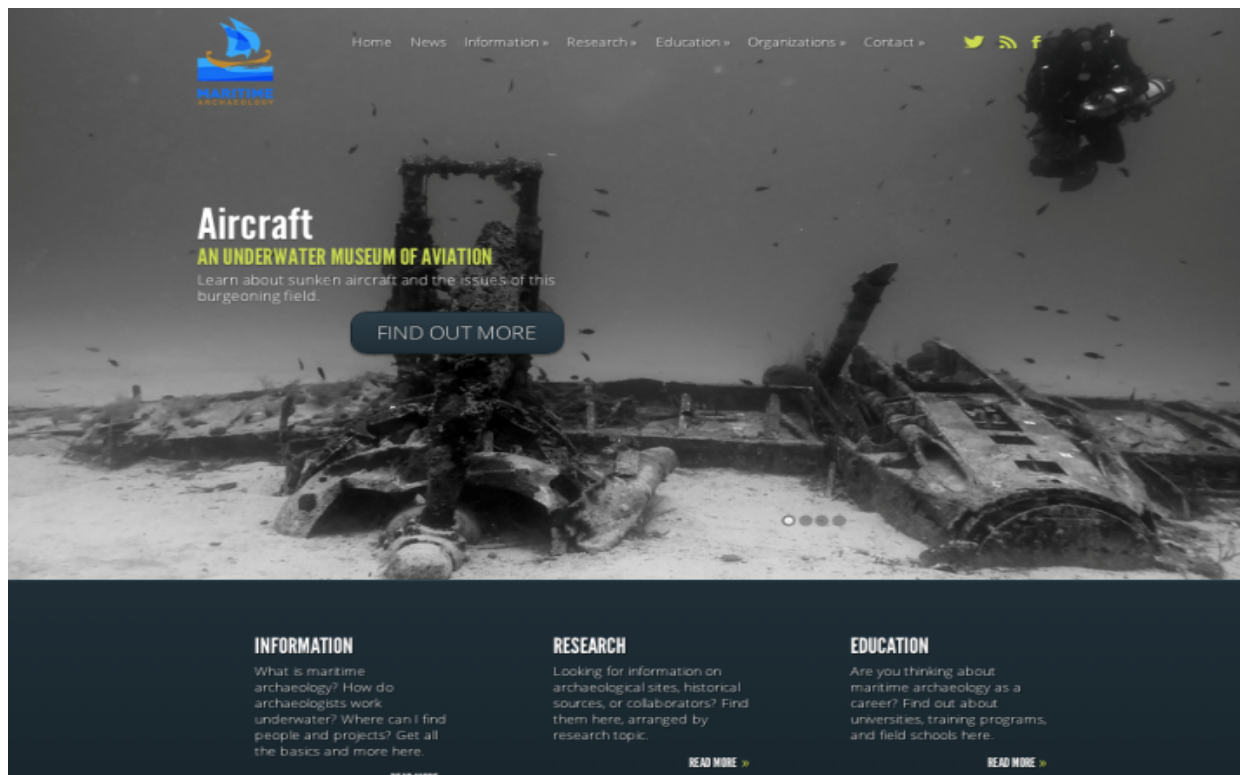 MARITIME
ARCHAEOLOGY
Home News Information » Research » Education » Organizations » Contact »
Aircraft
AN UNDERWATER MUSEUM OF AVIATION
Learn about sunken aircraft and the issues of this
burgeoning field.
FIND OUT MORE
INFORMATION
What is maritime
archaeology? How do
archaeologists work
underwater? Where can I find
people and projects? Get all
the basics and more here.
READ MORE
RESEARCH
Looking for information on
archaeological sites, historical
sources, or collaborators? Find
them here, arranged by
research topic.
READ MORE »
EDUCATION
Are you thinking about
maritime archaeology as a
career? Find out about
universities, training programs,
and field schools here.
READ MORE »